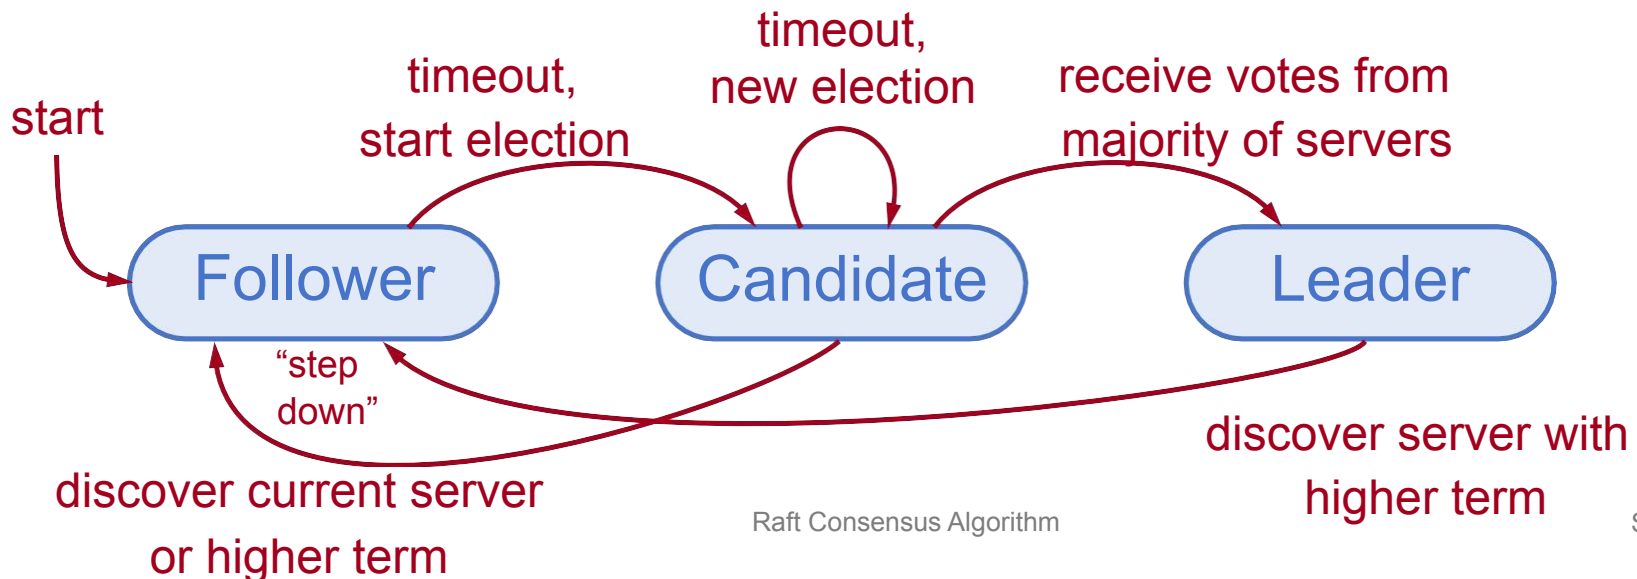 timeout,
new election
timeout,
start election
receive votes from
majority of servers
start
Follower
Candidate
Leader
“step
down”
discover current server
or higher term
discover server with
higher term
Raft Consensus Algorithm